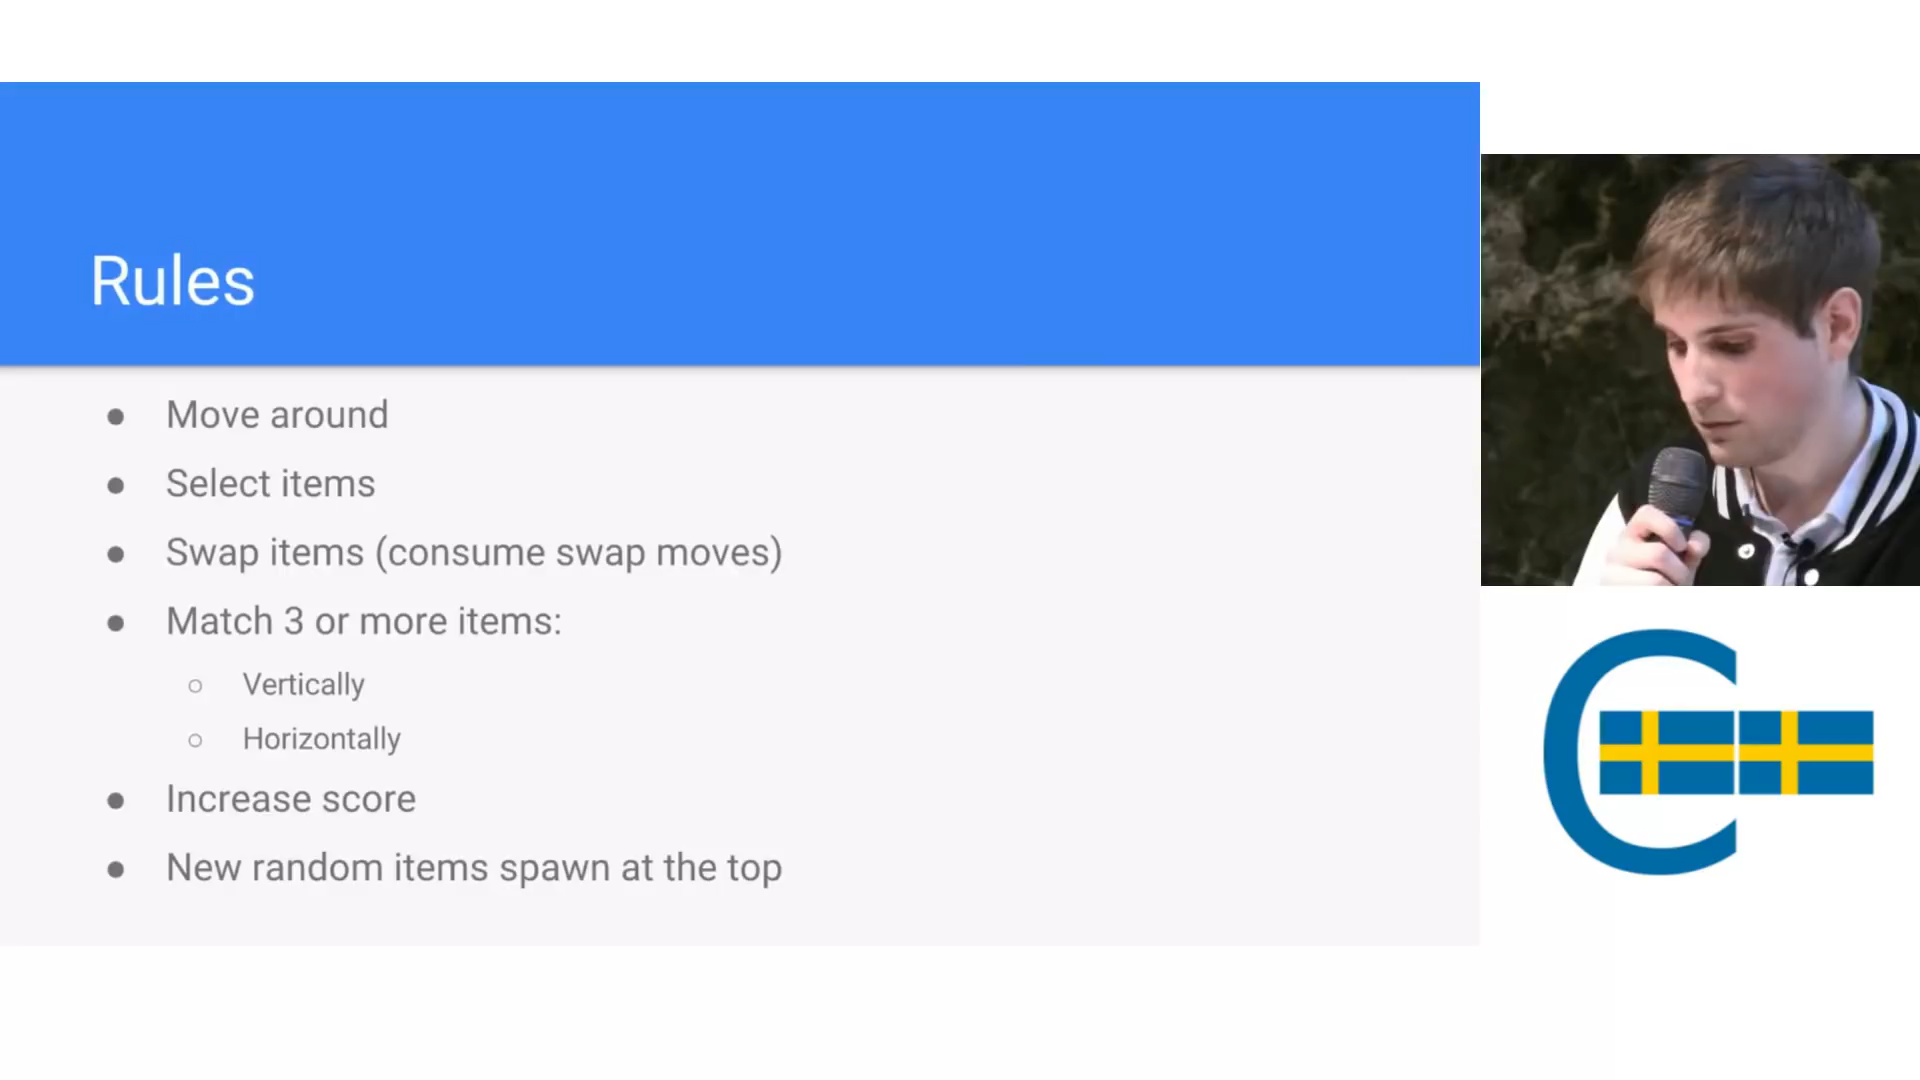 Rules
● Move around
● Select items
● Swap items (consume swap moves)
● Match 3 or more items:
○ Vertically
○ Horizontally
● Increase score
● New random items spawn at the top
C